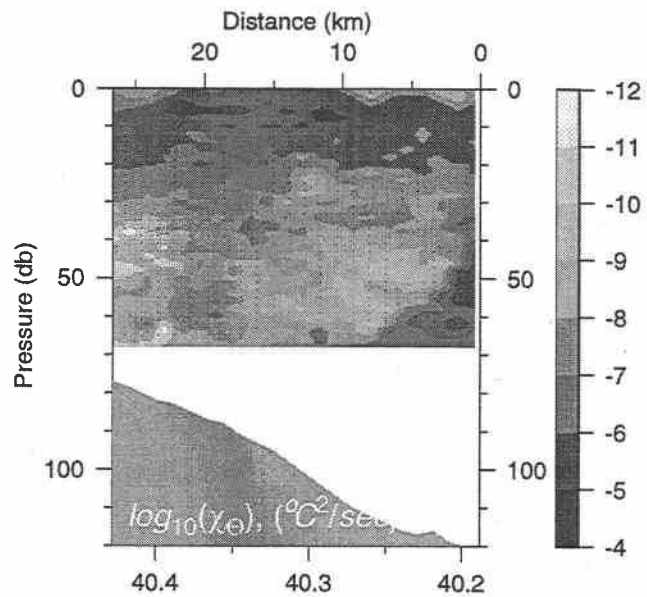 Distance (km)
20 10 0
0 0 -12
-11
-10
-9
50 50
-8
-7
-6
100 100
-5
-4
Pressure (db)
log₁₀(χ_Θ), (°C²/sec)
40.4 40.3 40.2